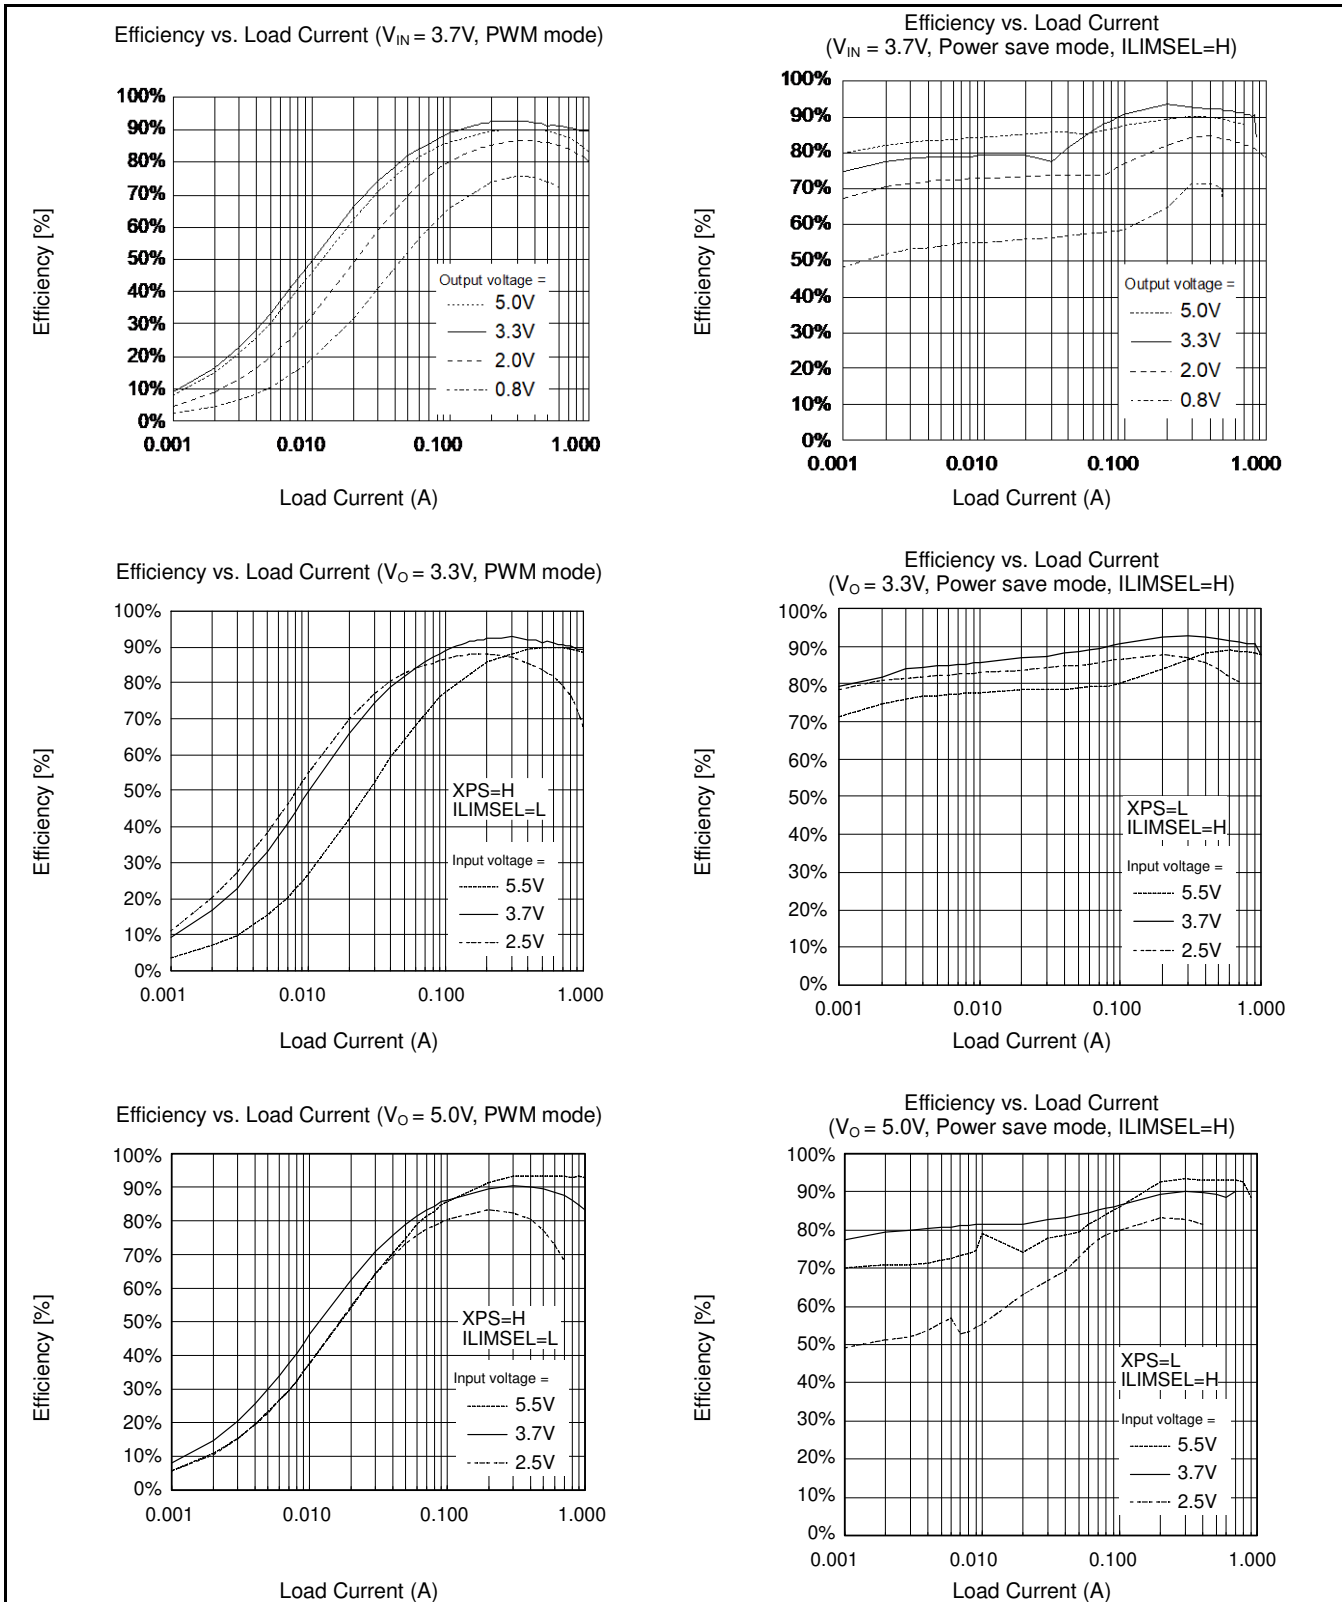 Efficiency vs. Load Current (VIN = 3.7V, PWM mode)
100%
90%
80%
70%
60%
50%
40%
30%
20%
10%
0%
Efficiency [%]
Output voltage =
5.0V
3.3V
2.0V
0.8V
0.001
0.010
0.100
1.000
Load Current (A)
Efficiency vs. Load Current
(VIN = 3.7V, Power save mode, ILIMSEL=H)
100%
90%
80%
70%
60%
50%
40%
30%
20%
10%
0%
Efficiency [%]
Output voltage =
5.0V
3.3V
2.0V
0.8V
0.001
0.010
0.100
1.000
Load Current (A)
Efficiency vs. Load Current (VO = 3.3V, PWM mode)
100%
90%
80%
70%
60%
50%
40%
30%
20%
10%
0%
Efficiency [%]
XPS=H
ILIMSEL=L
Input voltage =
5.5V
3.7V
2.5V
0.001
0.010
0.100
1.000
Load Current (A)
Efficiency vs. Load Current
(VO = 3.3V, Power save mode, ILIMSEL=H)
100%
90%
80%
70%
60%
50%
40%
30%
20%
10%
0%
Efficiency [%]
XPS=L
ILIMSEL=H
Input voltage =
5.5V
3.7V
2.5V
0.001
0.010
0.100
1.000
Load Current (A)
Efficiency vs. Load Current (VO = 5.0V, PWM mode)
100%
90%
80%
70%
60%
50%
40%
30%
20%
10%
0%
Efficiency [%]
XPS=H
ILIMSEL=L
Input voltage =
5.5V
3.7V
2.5V
0.001
0.010
0.100
1.000
Load Current (A)
Efficiency vs. Load Current
(VO = 5.0V, Power save mode, ILIMSEL=H)
100%
90%
80%
70%
60%
50%
40%
30%
20%
10%
0%
Efficiency [%]
XPS=L
ILIMSEL=H
Input voltage =
5.5V
3.7V
2.5V
0.001
0.010
0.100
1.000
Load Current (A)